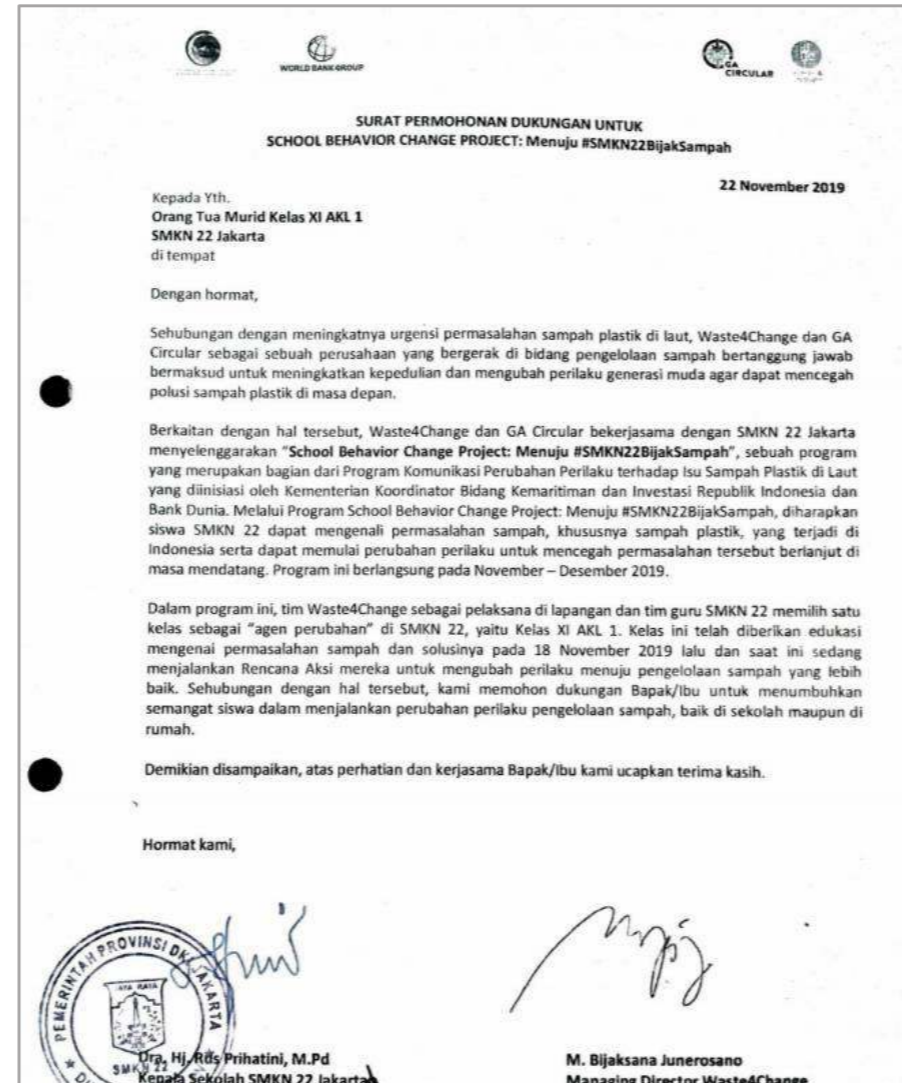 WORLD BANK GROUP
GA
CIRCULAR
SURAT PERMOHONAN DUKUNGAN UNTUK
SCHOOL BEHAVIOR CHANGE PROJECT: Menuju #SMKN22BijakSampah
22 November 2019
Kepada Yth.
Orang Tua Murid Kelas XI AKL 1
SMKN 22 Jakarta
di tempat
Dengan hormat,
Sehubungan dengan meningkatnya urgensi permasalahan sampah plastik di laut, Waste4Change dan GA
Circular sebagai sebuah perusahaan yang bergerak di bidang pengelolaan sampah bertanggung jawab
bermaksud untuk meningkatkan kepedulian dan mengubah perilaku generasi muda agar dapat mencegah
polusi sampah plastik di masa depan.
Berkaitan dengan hal tersebut, Waste4Change dan GA Circular bekerjasama dengan SMKN 22 Jakarta
menyelenggarakan "School Behavior Change Project: Menuju #SMKN22BijakSampah", sebuah program
yang merupakan bagian dari Program Komunikasi Perubahan Perilaku terhadap Isu Sampah Plastik di Laut
yang diinisiasi oleh Kementerian Koordinator Bidang Kemaritiman dan Investasi Republik Indonesia dan
Bank Dunia. Melalui Program School Behavior Change Project: Menuju #SMKN22BijakSampah, diharapkan
siswa SMKN 22 dapat mengenali permasalahan sampah, khususnya sampah plastik, yang terjadi di
Indonesia serta dapat memulai perubahan perilaku untuk mencegah permasalahan tersebut berlanjut di
masa mendatang. Program ini berlangsung pada November – Desember 2019.
Dalam program ini, tim Waste4Change sebagai pelaksana di lapangan dan tim guru SMKN 22 memilih satu
kelas sebagai "agen perubahan" di SMKN 22, yaitu Kelas XI AKL 1. Kelas ini telah diberikan edukasi
mengenai permasalahan sampah dan solusinya pada 18 November 2019 lalu dan saat ini sedang
menjalankan Rencana Aksi mereka untuk mengubah perilaku menuju pengelolaan sampah yang lebih
baik. Sehubungan dengan hal tersebut, kami memohon dukungan Bapak/Ibu untuk menumbuhkan
semangat siswa dalam menjalankan perubahan perilaku pengelolaan sampah, baik di sekolah maupun di
rumah.
Demikian disampaikan, atas perhatian dan kerjasama Bapak/Ibu kami ucapkan terima kasih.
Hormat kami,
PEMERINTAH PROVINSI DKI JAKARTA
JAYA RAYA
SMKN 22
Dra. Hj. Rus Prihatini, M.Pd
Kepala Sekolah SMKN 22 Jakarta
M. Bijaksana Junerosano
Managing Director Waste4Change